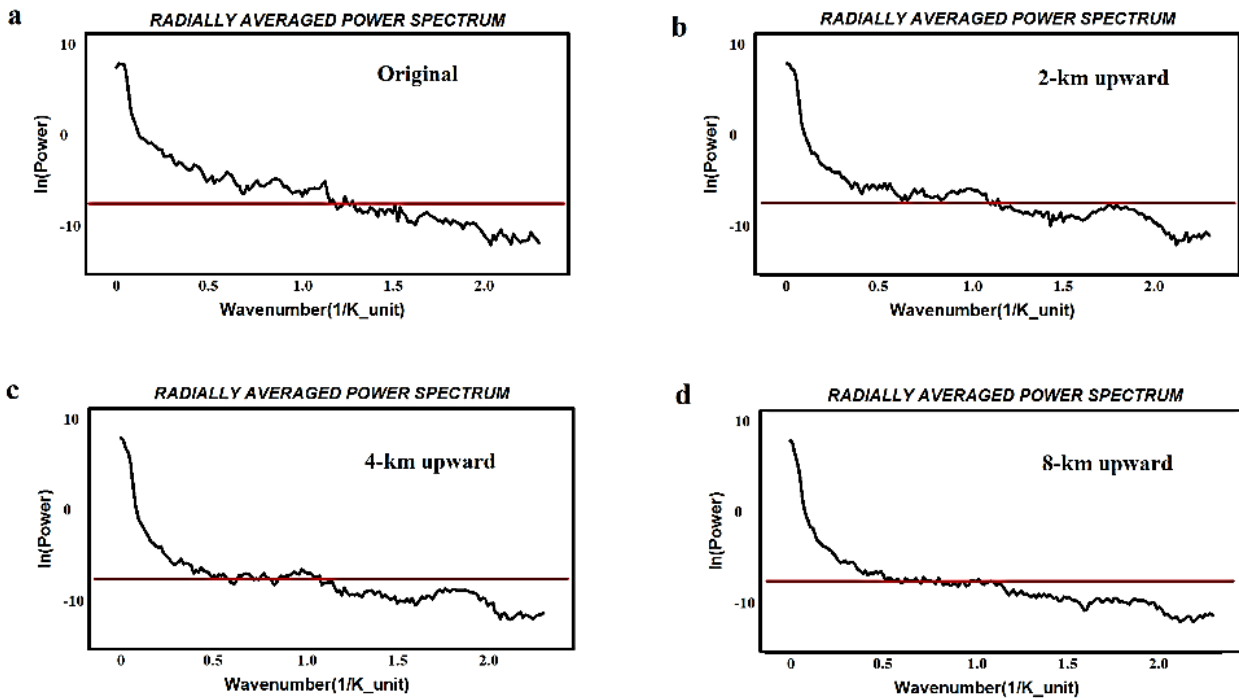 a
RADIALLY AVERAGED POWER SPECTRUM
10
0
-10
ln(Power)
Original
0 0.5 1.0 1.5 2.0
Wavenumber(1/K_unit)
b
RADIALLY AVERAGED POWER SPECTRUM
10
0
-10
ln(Power)
2-km upward
0 0.5 1.0 1.5 2.0
Wavenumber(1/K_unit)
c
RADIALLY AVERAGED POWER SPECTRUM
10
0
-10
ln(Power)
4-km upward
0 0.5 1.0 1.5 2.0
Wavenumber(1/K_unit)
d
RADIALLY AVERAGED POWER SPECTRUM
10
0
-10
ln(Power)
8-km upward
0 0.5 1.0 1.5 2.0
Wavenumber(1/K_unit)